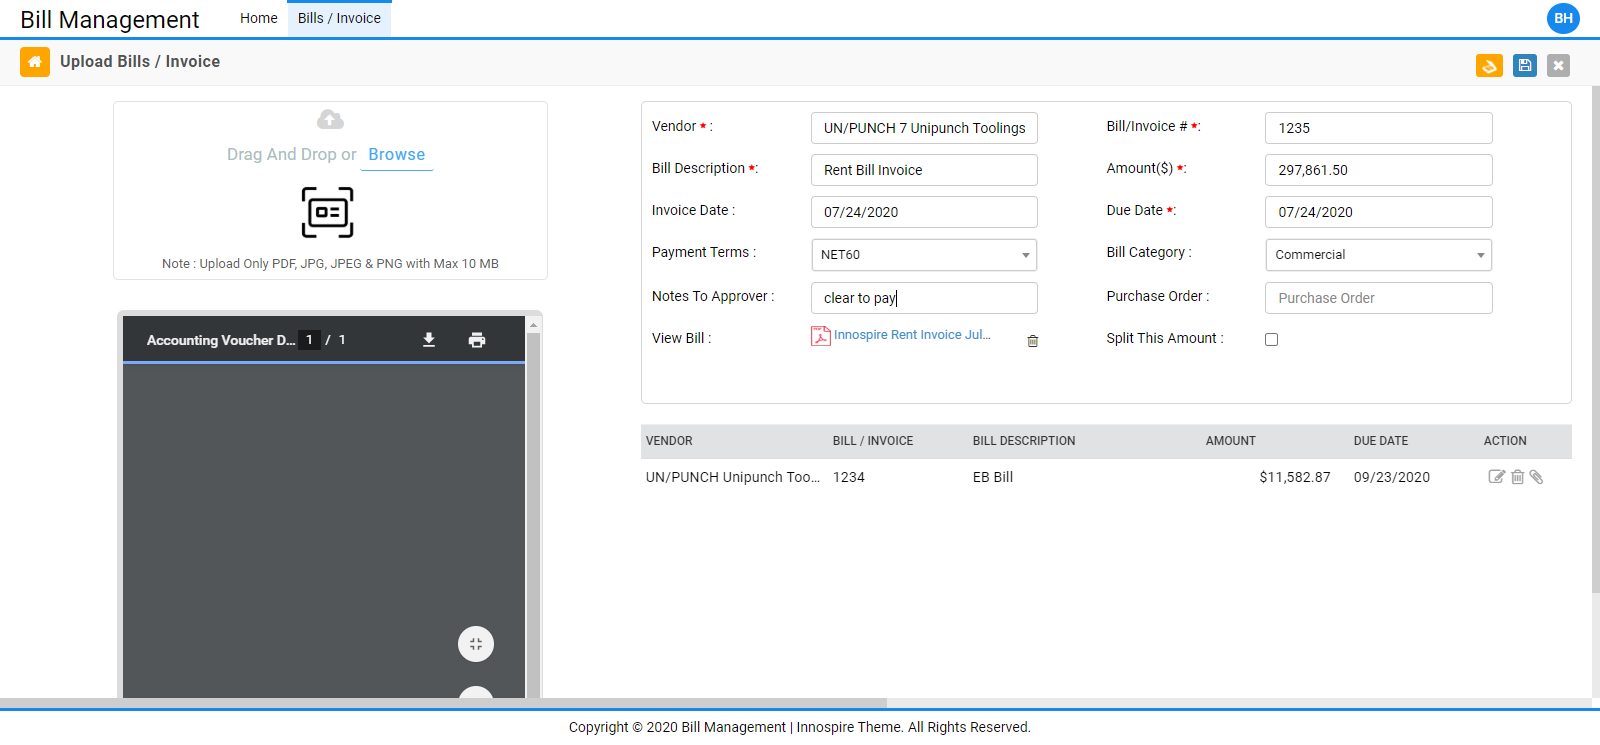 Bill Management Home Bills / Invoice BH
Upload Bills / Invoice
Drag And Drop or Browse
Note : Upload Only PDF, JPG, JPEG & PNG with Max 10 MB
Accounting Voucher D... 1 / 1
Vendor * : UN/PUNCH 7 Unipunch Toolings Bill/Invoice # *: 1235
Bill Description *: Rent Bill Invoice Amount($) *: 297,861.50
Invoice Date : 07/24/2020 Due Date *: 07/24/2020
Payment Terms : NET60 Bill Category : Commercial
Notes To Approver : clear to pay Purchase Order : Purchase Order
View Bill : Innospire Rent Invoice Jul... Split This Amount :
VENDOR BILL / INVOICE BILL DESCRIPTION AMOUNT DUE DATE ACTION
UN/PUNCH Unipunch Too... 1234 EB Bill $11,582.87 09/23/2020
Copyright © 2020 Bill Management | Innospire Theme. All Rights Reserved.